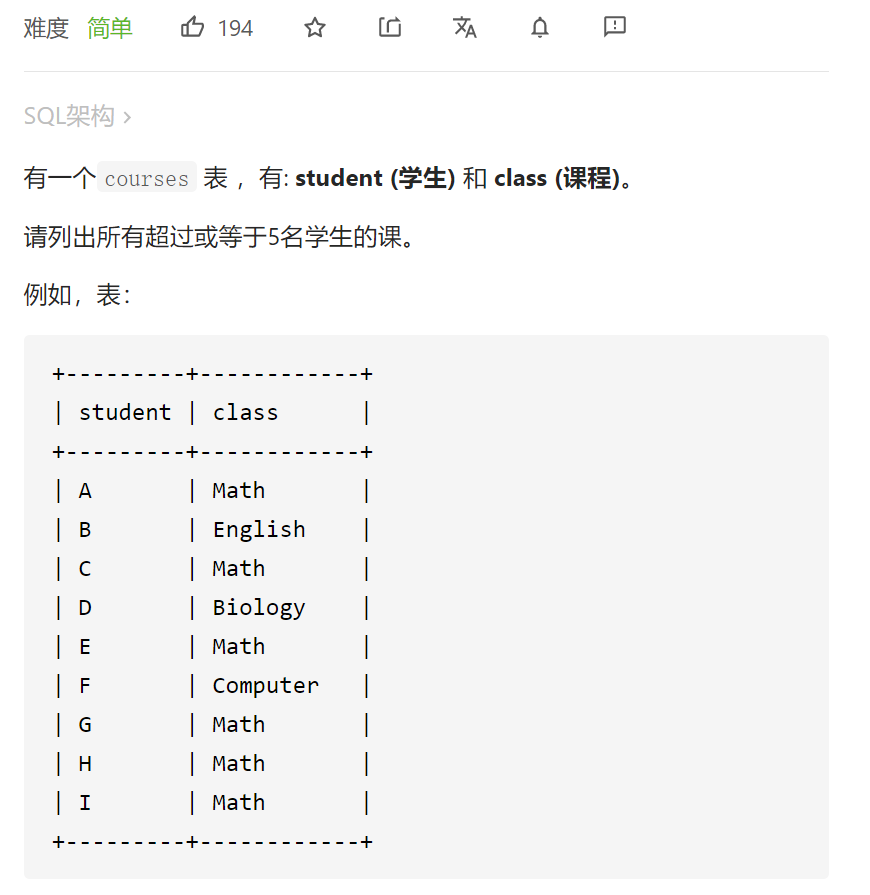 难度 简单 194
SQL架构 >
有一个 courses 表 ，有: student (学生) 和 class (课程)。
请列出所有超过或等于5名学生的课。
例如，表：
+---------+------------+
| student | class      |
+---------+------------+
| A       | Math       |
| B       | English    |
| C       | Math       |
| D       | Biology    |
| E       | Math       |
| F       | Computer   |
| G       | Math       |
| H       | Math       |
| I       | Math       |
+---------+------------+